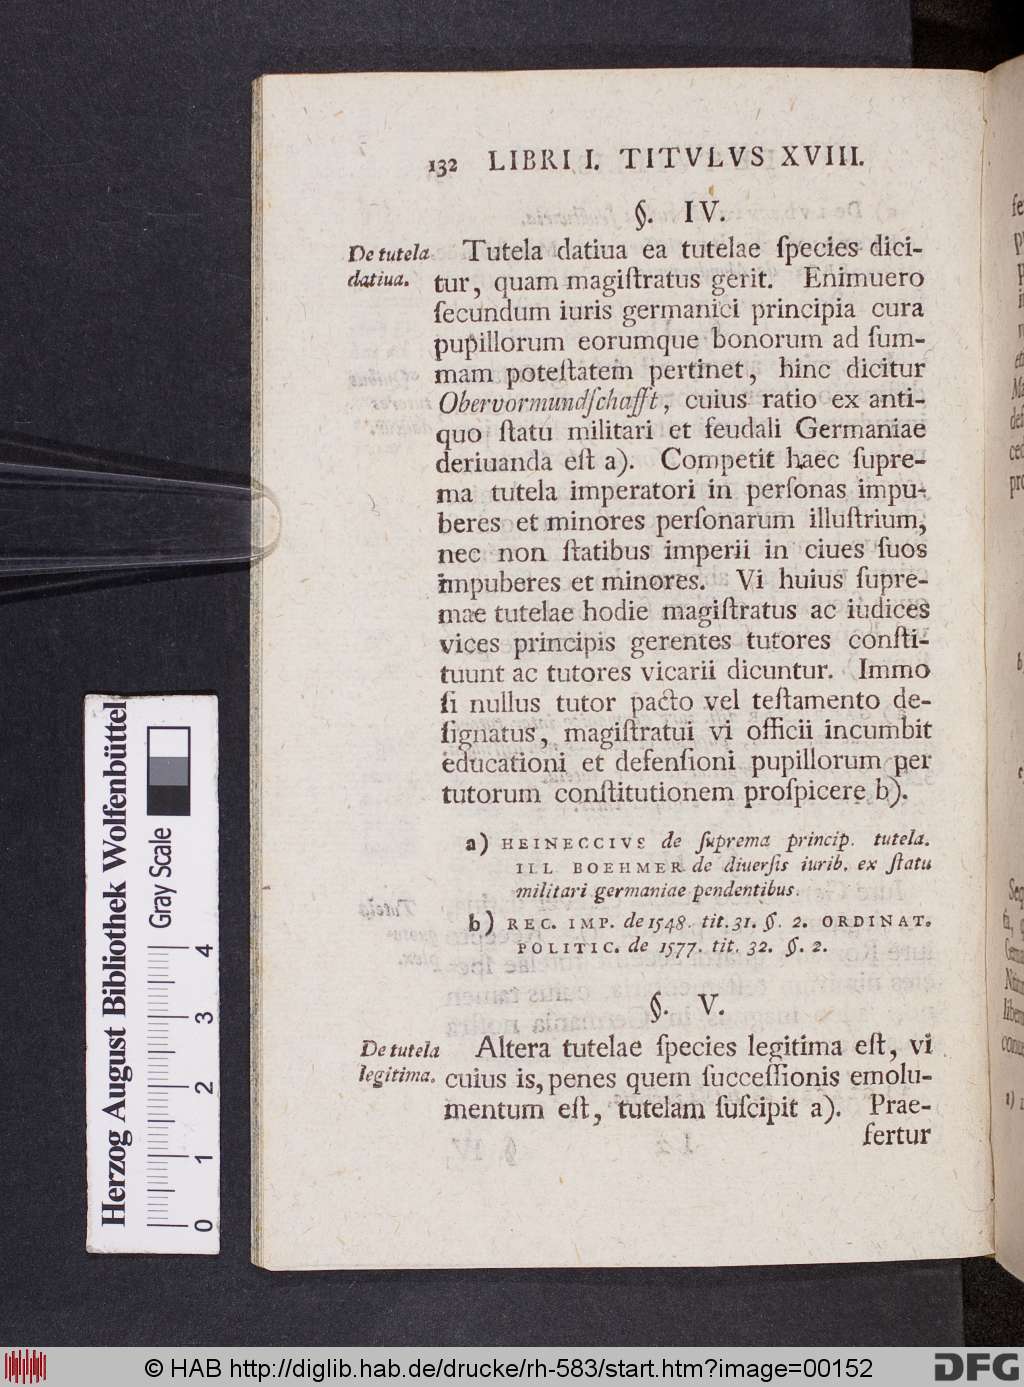 132 LIBRI I. TITVLVS XVIII.
§. IV.
De tutela
datiua.
Tutela datiua ea tutelae ſpecies dici-
tur, quam magiſtratus gerit. Enimuero
ſecundum iuris germanici principia cura
pupillorum eorumque bonorum ad ſum-
mam poteſtatem pertinet, hinc dicitur
Obervormundſchafft, cuius ratio ex anti-
quo ſtatu militari et feudali Germaniae
deriuanda eſt a). Competit haec ſupre-
ma tutela imperatori in perſonas impu-
beres et minores perſonarum illuſtrium,
nec non ſtatibus imperii in ciues ſuos
impuberes et minores. Vi huius ſupre-
mae tutelae hodie magiſtratus ac iudices
vices principis gerentes tutores conſti-
tuunt ac tutores vicarii dicuntur. Immo
ſi nullus tutor pacto vel teſtamento de-
ſignatus, magiſtratui vi officii incumbit
educationi et defenſioni pupillorum per
tutorum conſtitutionem proſpicere b).
a) HEINECCIVS de ſuprema princip. tutela.
ILL BOEHMER de diuerſis iurib. ex ſtatu
militari germaniae pendentibus.
b) REC. IMP. de 1548. tit. 31. §. 2. ORDINAT.
POLITIC. de 1577. tit. 32. §. 2.
§. V.
De tutela
legitima.
Altera tutelae ſpecies legitima eſt, vi
cuius is, penes quem ſucceſſionis emolu-
mentum eſt, tutelam ſuſcipit a). Prae-
fertur
Herzog August Bibliothek Wolfenbüttel
Gray Scale
0 1 2 3 4
© HAB http://diglib.hab.de/drucke/rh-583/start.htm?image=00152
DFG